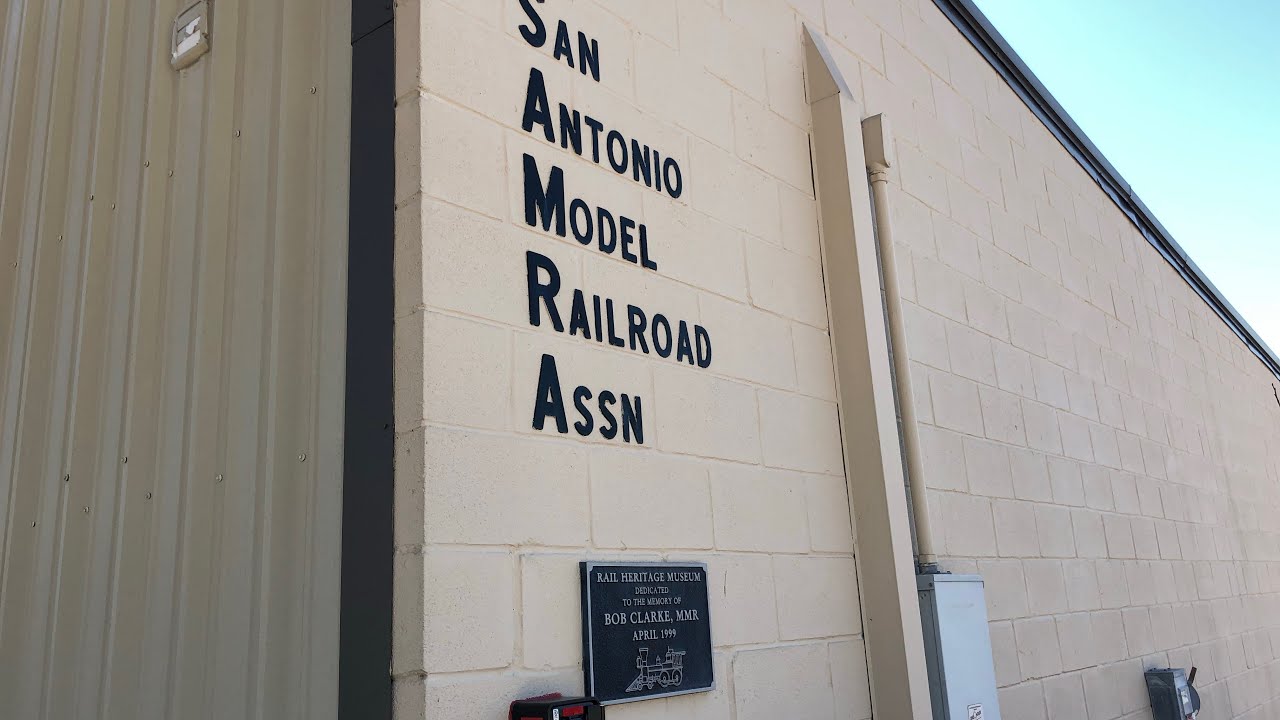 SAN
ANTONIO
MODEL
RAILROAD
ASSN
RAIL HERITAGE MUSEUM
DEDICATED
TO THE MEMORY OF
BOB CLARKE, MMR
APRIL 1999